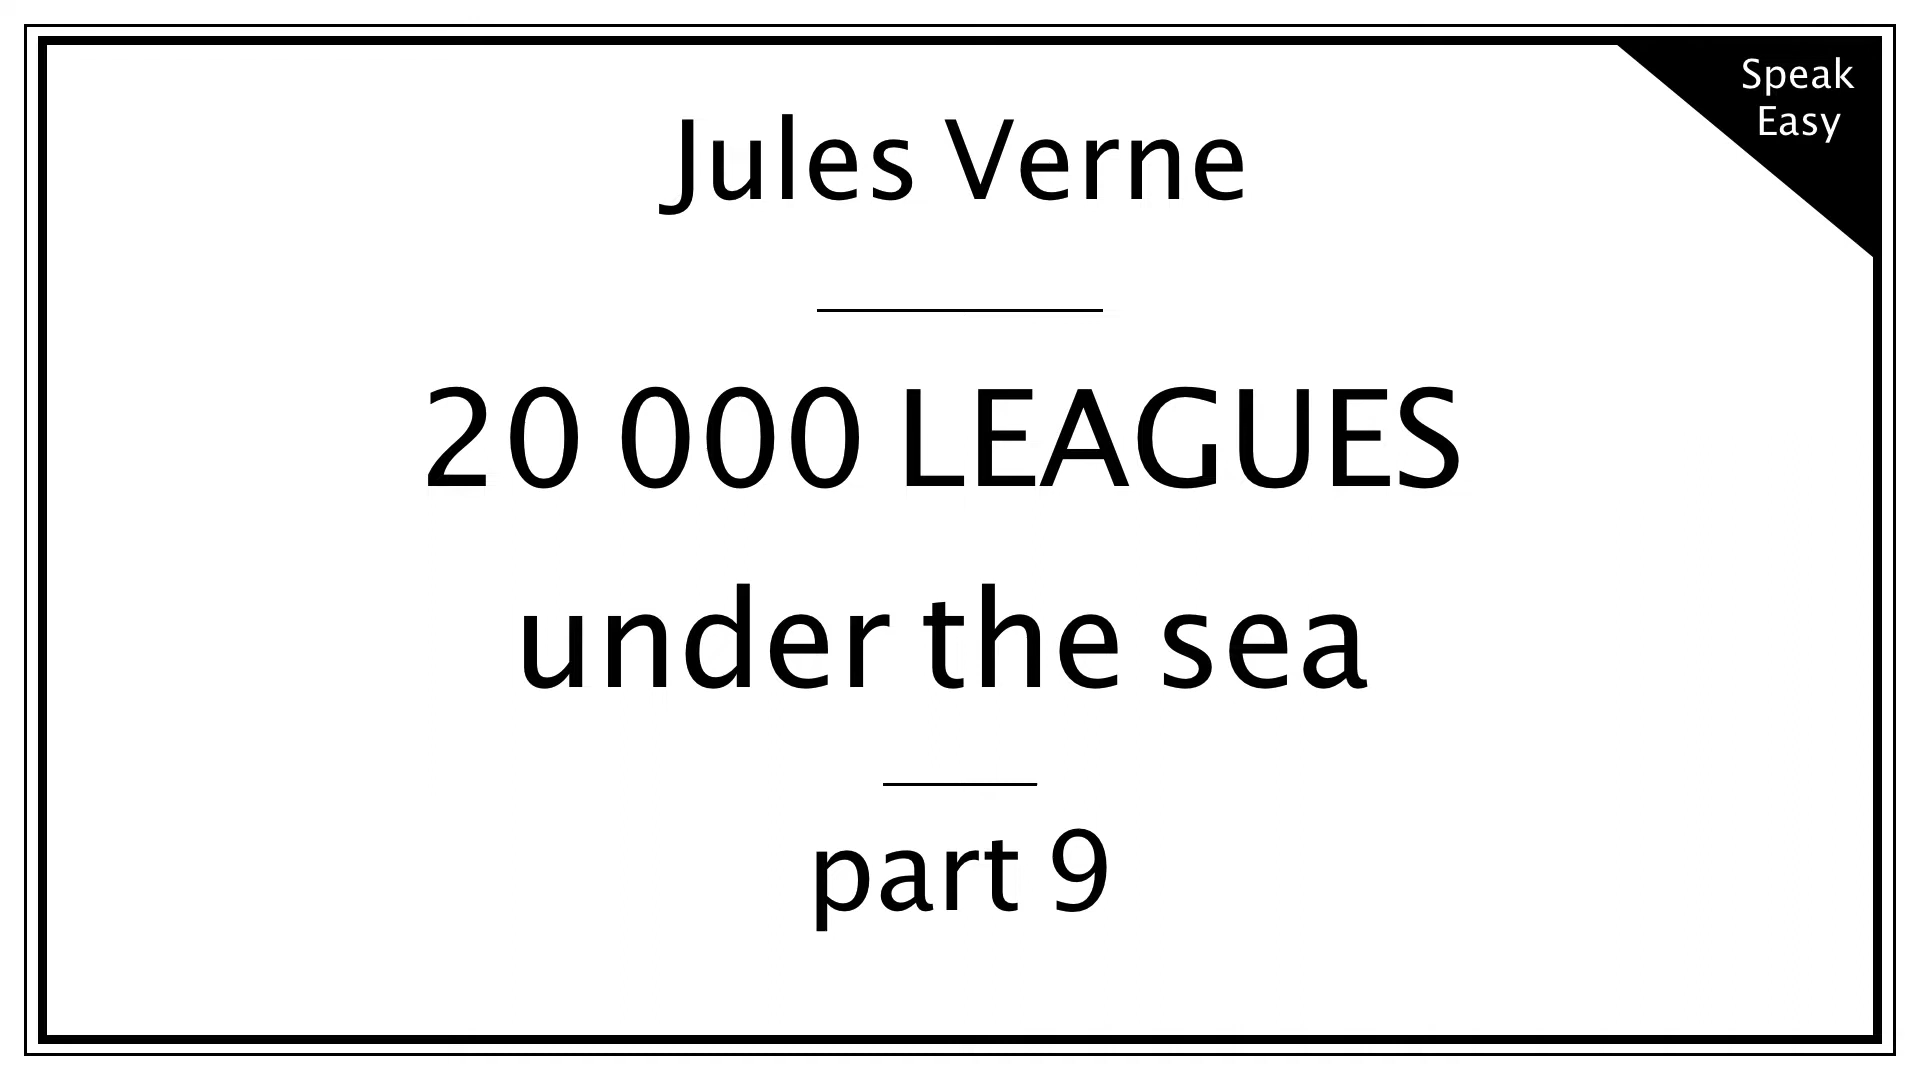 Speak
Easy
Jules Verne
20 000 LEAGUES
under the sea
part 9